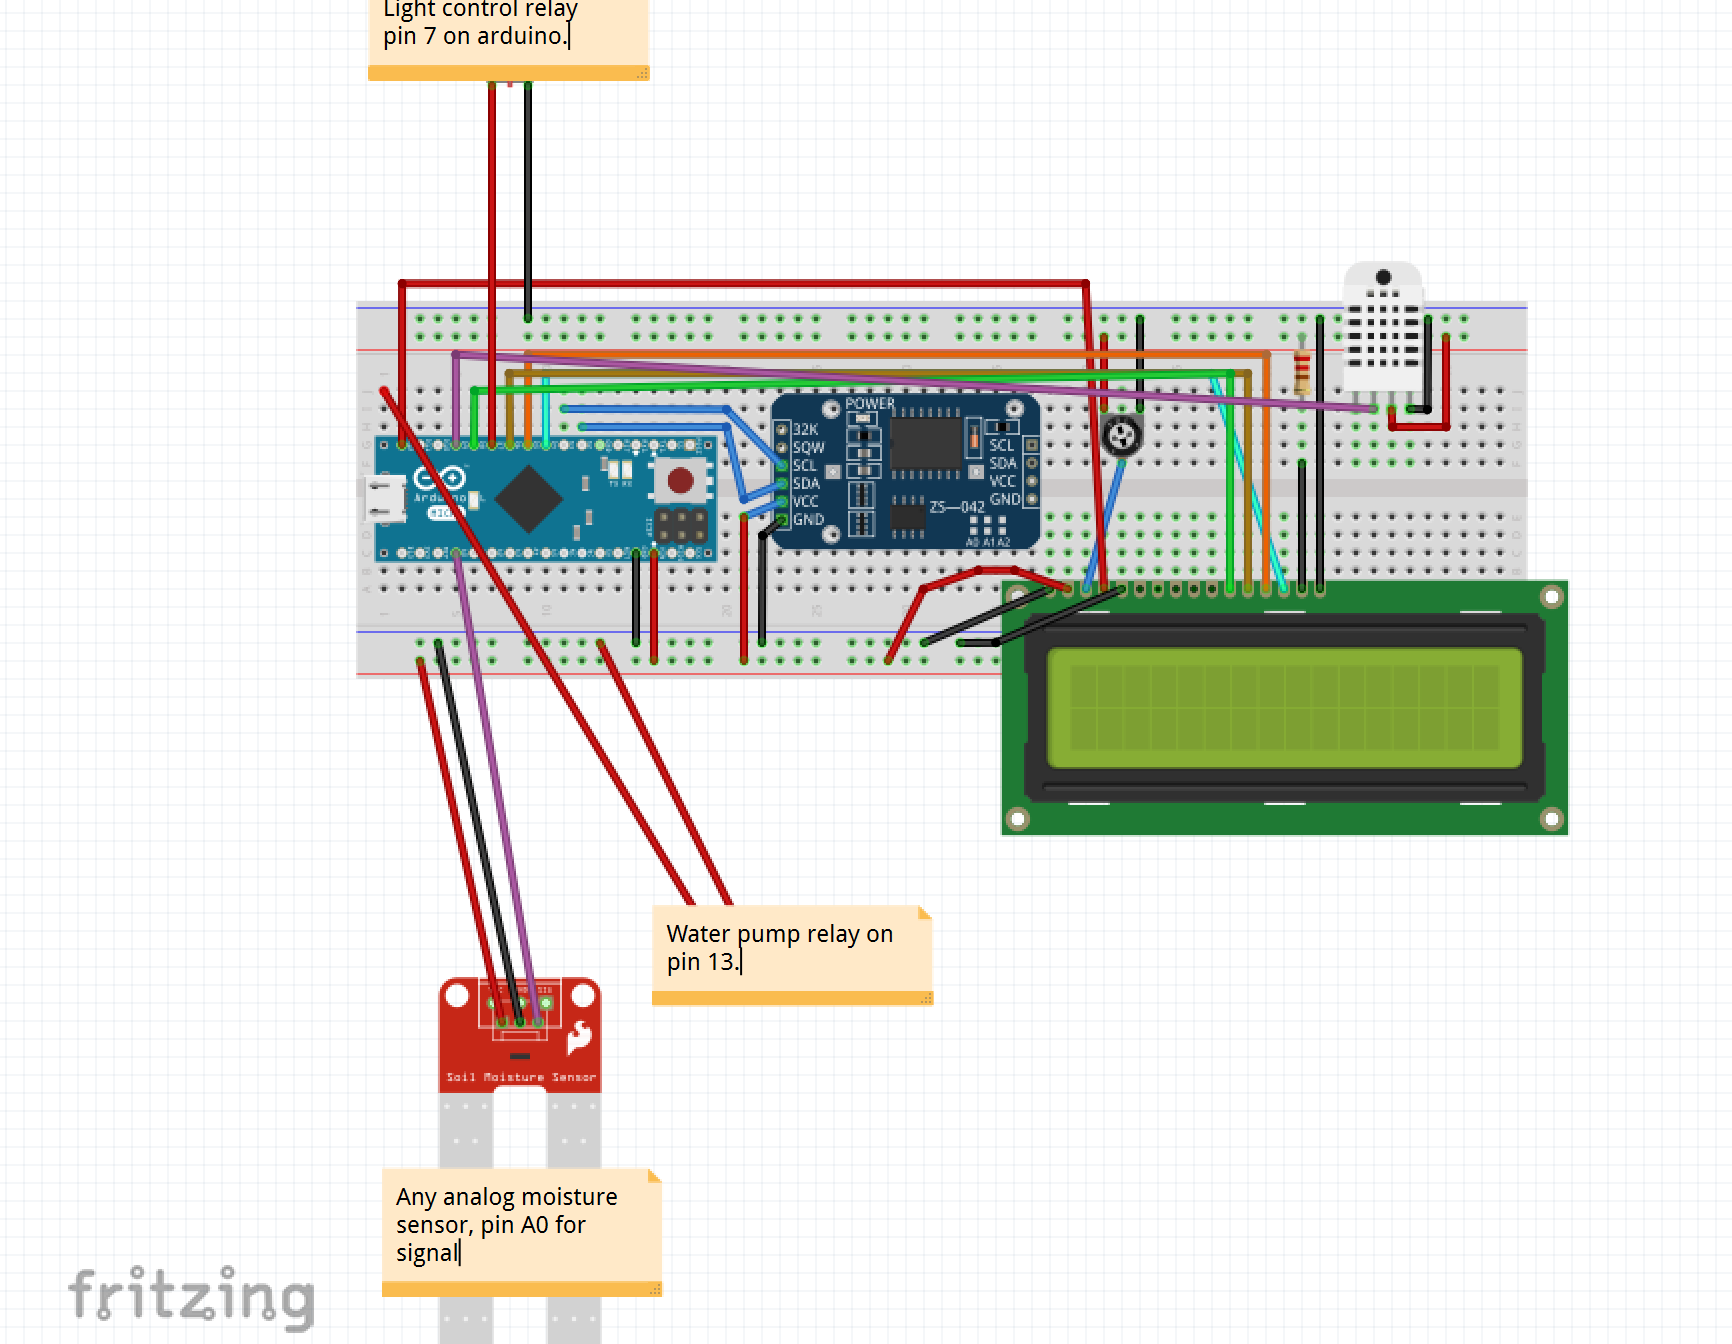 Light control relay
pin 7 on arduino.
POWER
32K
SQW
SCL
SDA
VCC
GND
SCL
SDA
VCC
GND
ZS-042
A0 A1 A2
Arduino
MICRO
Water pump relay on
pin 13.
Soil Moisture Sensor
Any analog moisture
sensor, pin A0 for
signal
fritzing